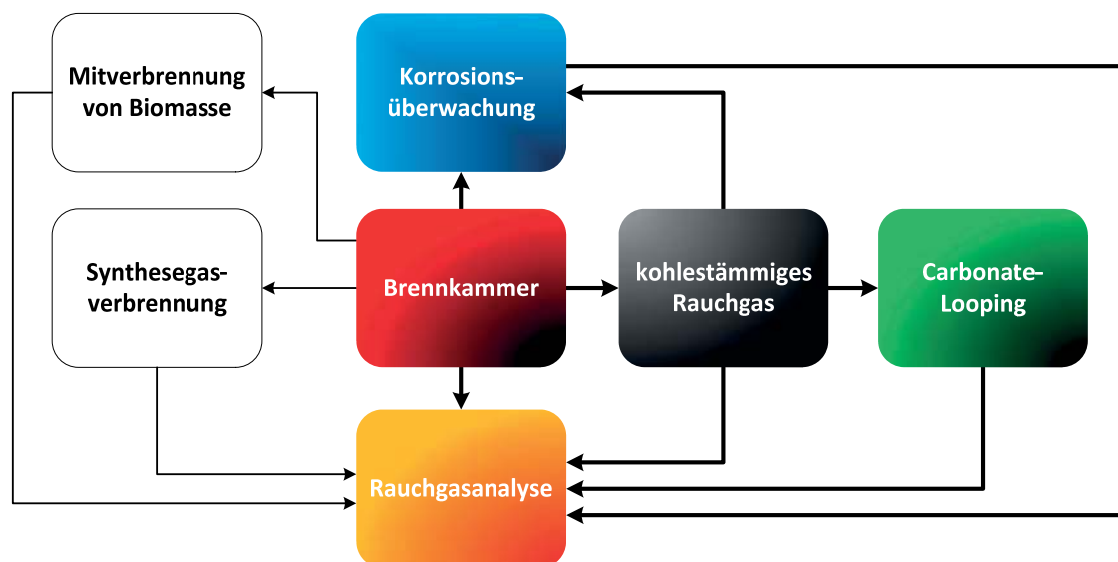 Mitverbrennung
von Biomasse
Korrosions-
überwachung
Synthesegas-
verbrennung
Brennkammer
kohlestämmiges
Rauchgas
Carbonate-
Looping
Rauchgasanalyse